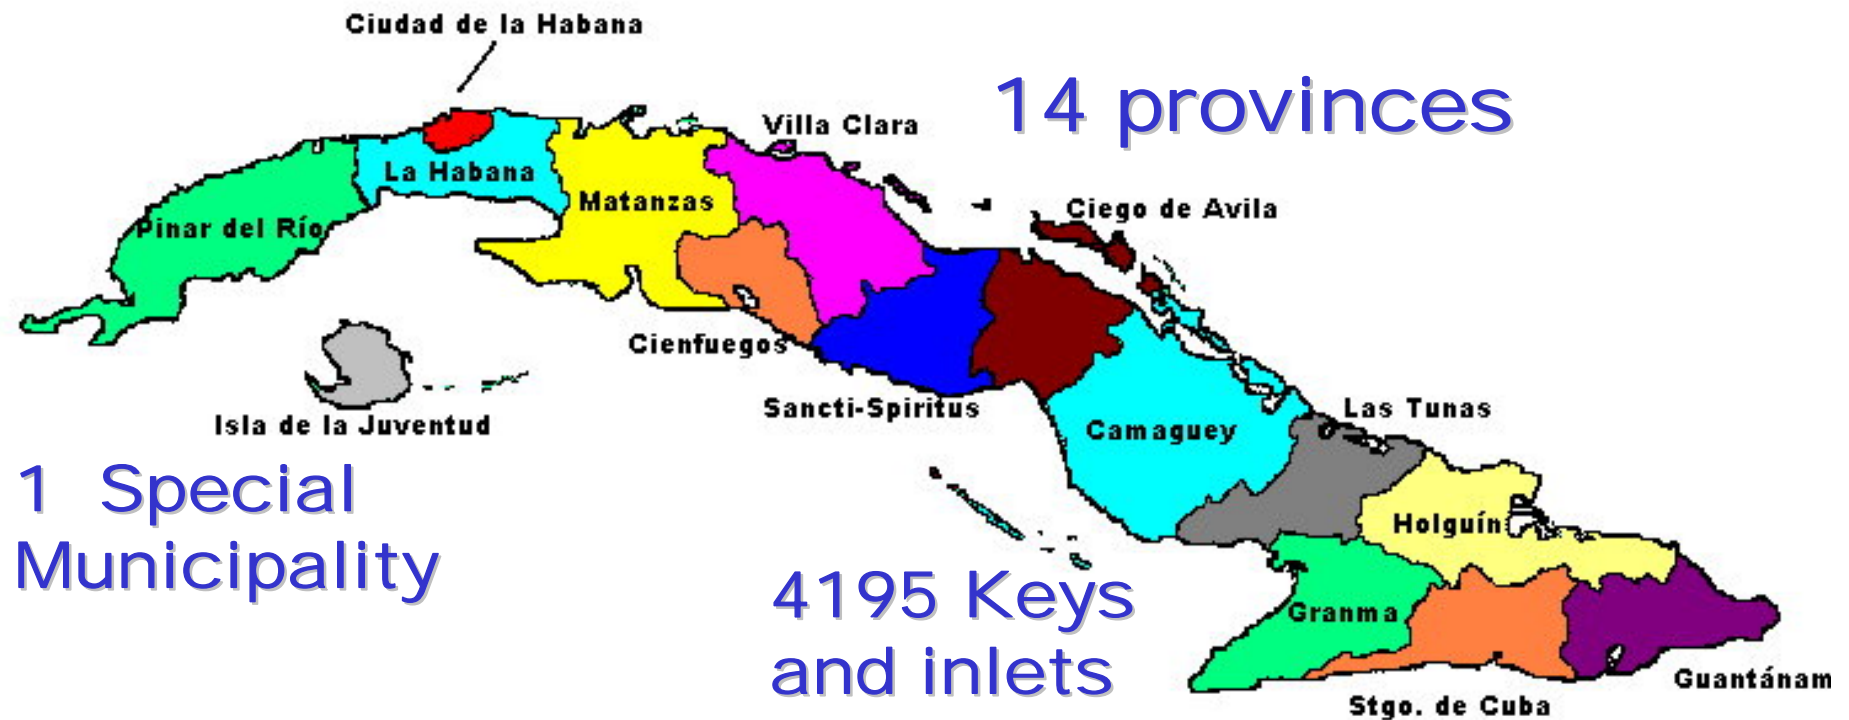 Ciudad de la Habana
14 provinces
Villa Clara
La Habana
Matanzas
Ciego de Avila
Pinar del Río
Cienfuegos
Sancti-Spiritus
Las Tunas
Isla de la Juventud
Camaguey
1 Special
Municipality
Holguín
4195 Keys
and inlets
Granma
Guantánam
Stgo. de Cuba